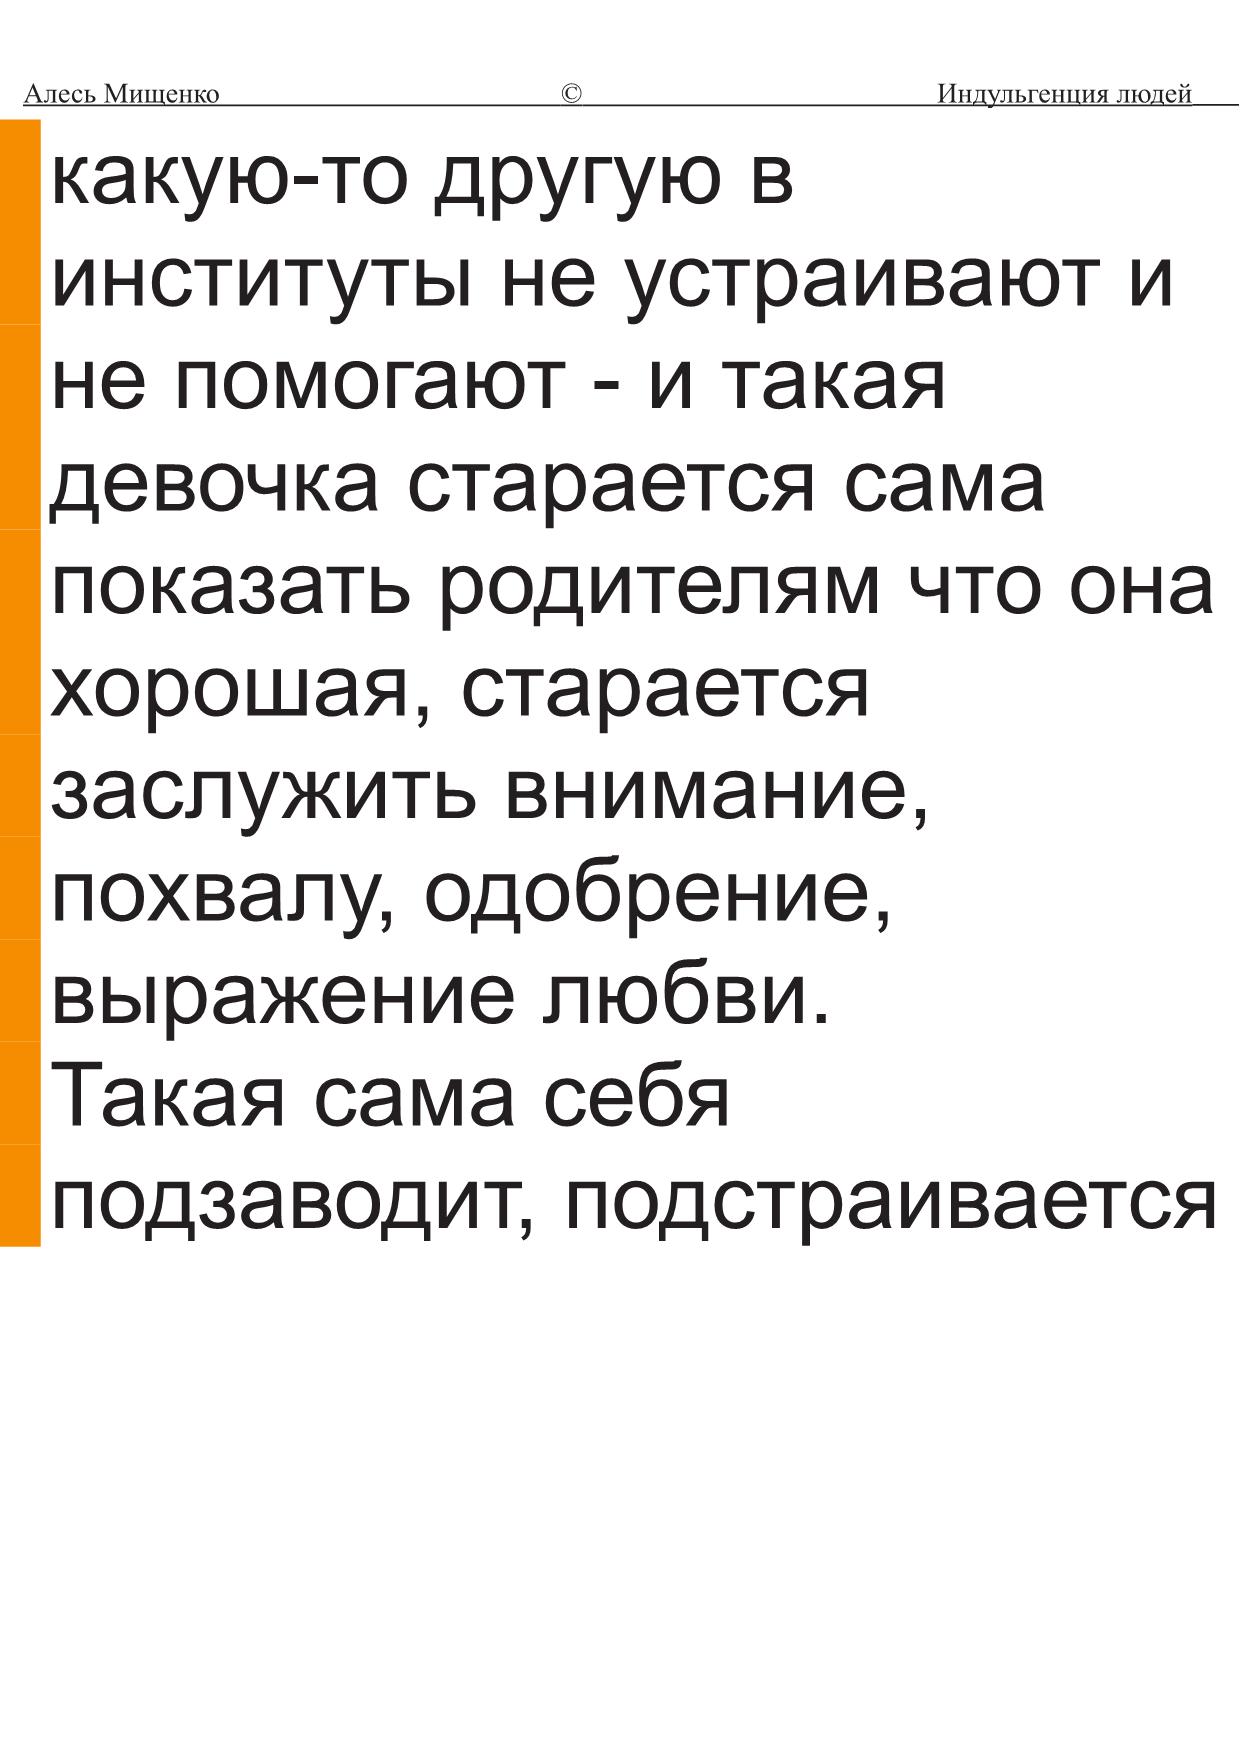 Алесь Мищенко © Индульгенция людей
какую-то другую в
институты не устраивают и
не помогают - и такая
девочка старается сама
показать родителям что она
хорошая, старается
заслужить внимание,
похвалу, одобрение,
выражение любви.
Такая сама себя
подзаводит, подстраивается